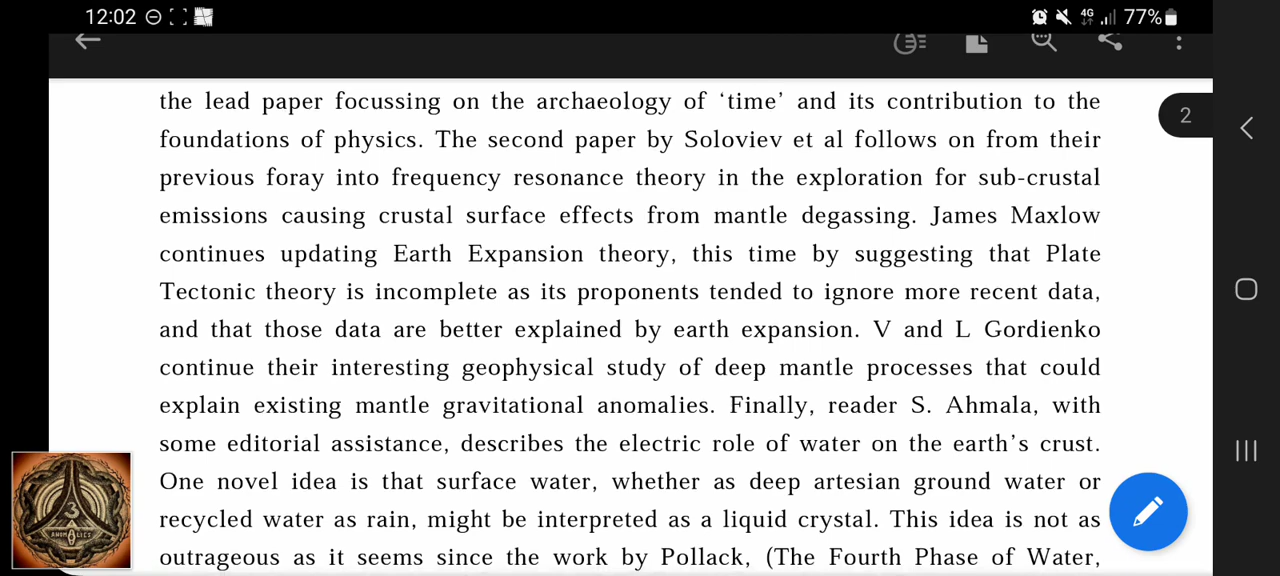 12:02
4G
77%
2
the lead paper focussing on the archaeology of ‘time’ and its contribution to the
foundations of physics. The second paper by Soloviev et al follows on from their
previous foray into frequency resonance theory in the exploration for sub-crustal
emissions causing crustal surface effects from mantle degassing. James Maxlow
continues updating Earth Expansion theory, this time by suggesting that Plate
Tectonic theory is incomplete as its proponents tended to ignore more recent data,
and that those data are better explained by earth expansion. V and L Gordienko
continue their interesting geophysical study of deep mantle processes that could
explain existing mantle gravitational anomalies. Finally, reader S. Ahmala, with
some editorial assistance, describes the electric role of water on the earth’s crust.
One novel idea is that surface water, whether as deep artesian ground water or
recycled water as rain, might be interpreted as a liquid crystal. This idea is not as
outrageous as it seems since the work by Pollack, (The Fourth Phase of Water,
3